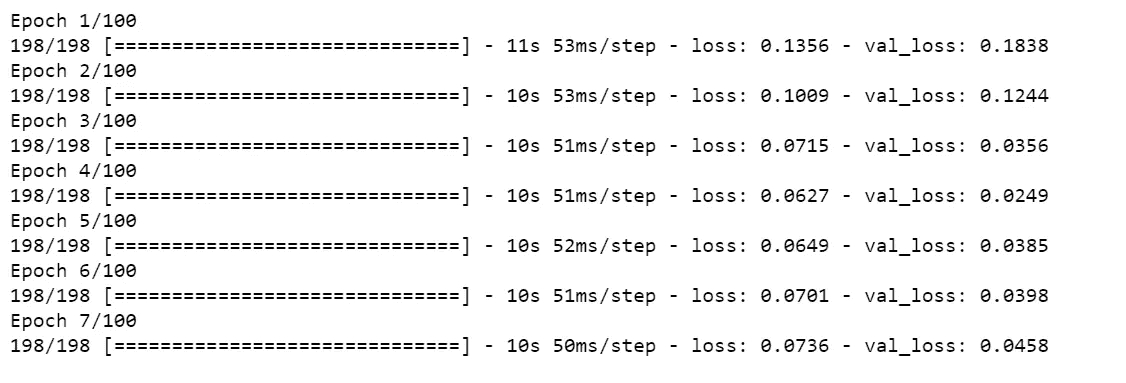 Epoch 1/100
198/198 [==============================] - 11s 53ms/step - loss: 0.1356 - val_loss: 0.1838
Epoch 2/100
198/198 [==============================] - 10s 53ms/step - loss: 0.1009 - val_loss: 0.1244
Epoch 3/100
198/198 [==============================] - 10s 51ms/step - loss: 0.0715 - val_loss: 0.0356
Epoch 4/100
198/198 [==============================] - 10s 51ms/step - loss: 0.0627 - val_loss: 0.0249
Epoch 5/100
198/198 [==============================] - 10s 52ms/step - loss: 0.0649 - val_loss: 0.0385
Epoch 6/100
198/198 [==============================] - 10s 51ms/step - loss: 0.0701 - val_loss: 0.0398
Epoch 7/100
198/198 [==============================] - 10s 50ms/step - loss: 0.0736 - val_loss: 0.0458